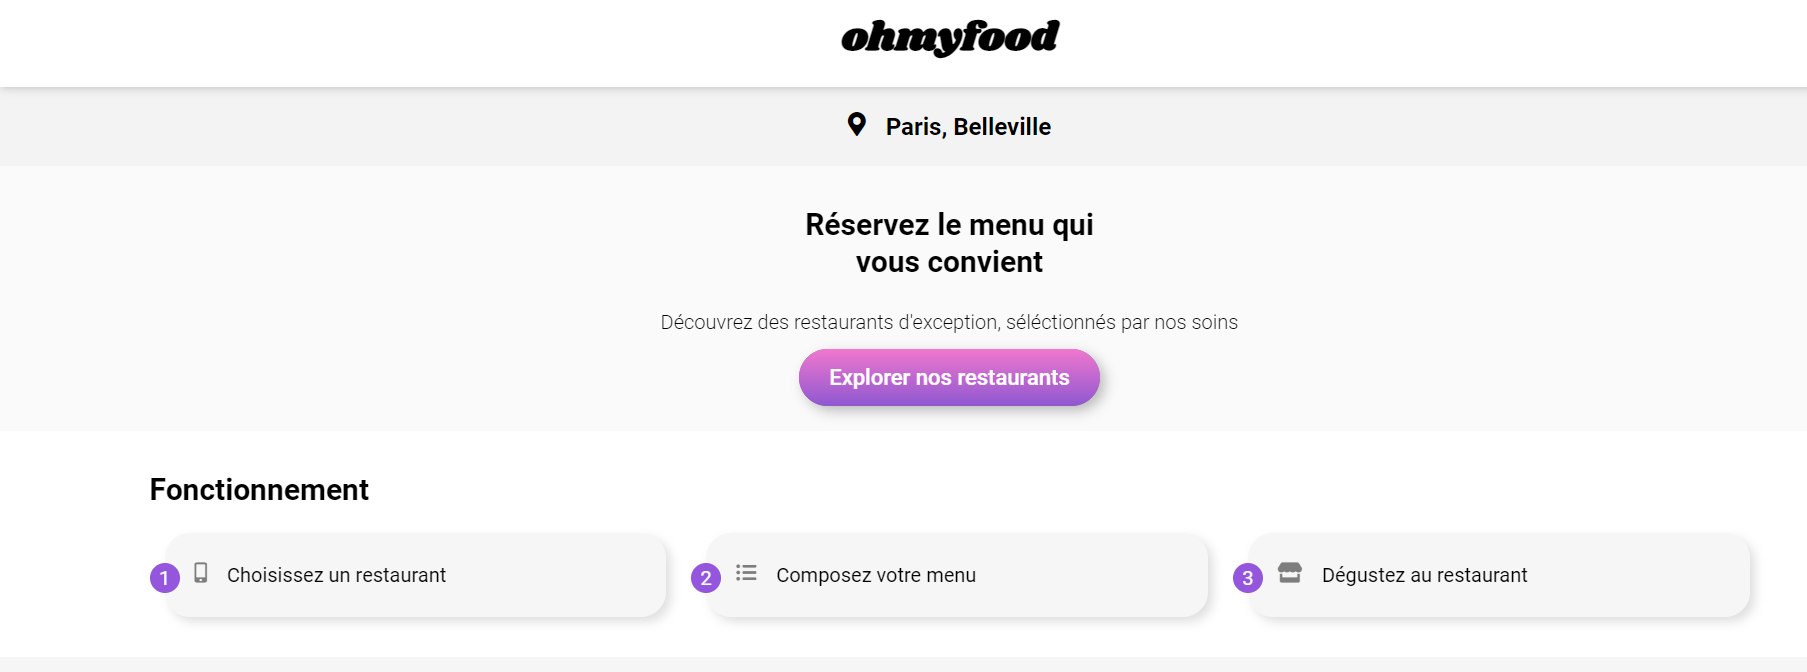 ohmyfood
Paris, Belleville
Réservez le menu qui
vous convient
Découvrez des restaurants d'exception, séléctionnés par nos soins
Explorer nos restaurants
Fonctionnement
1 Choisissez un restaurant
2 Composez votre menu
3 Dégustez au restaurant